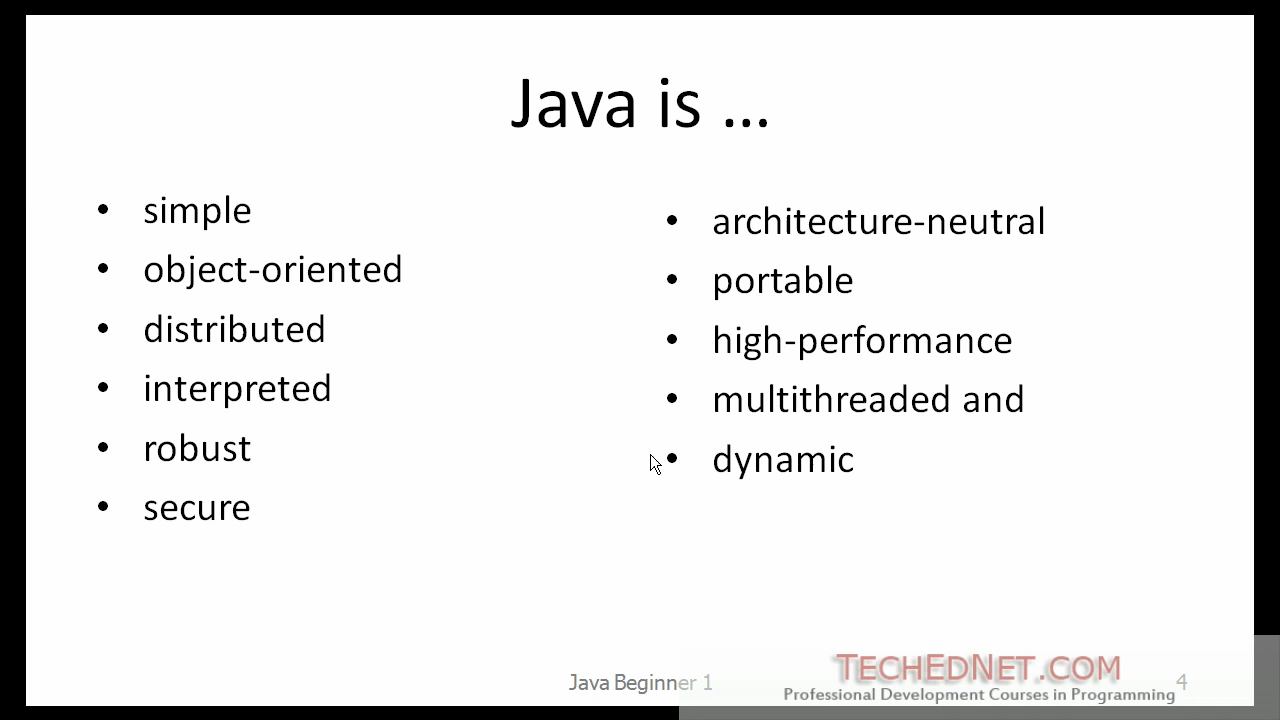 Java is ...
• simple
• object-oriented
• distributed
• interpreted
• robust
• secure
• architecture-neutral
• portable
• high-performance
• multithreaded and
• dynamic
Java Beginner 1
TECHEDNET.COM
Professional Development Courses in Programming
4